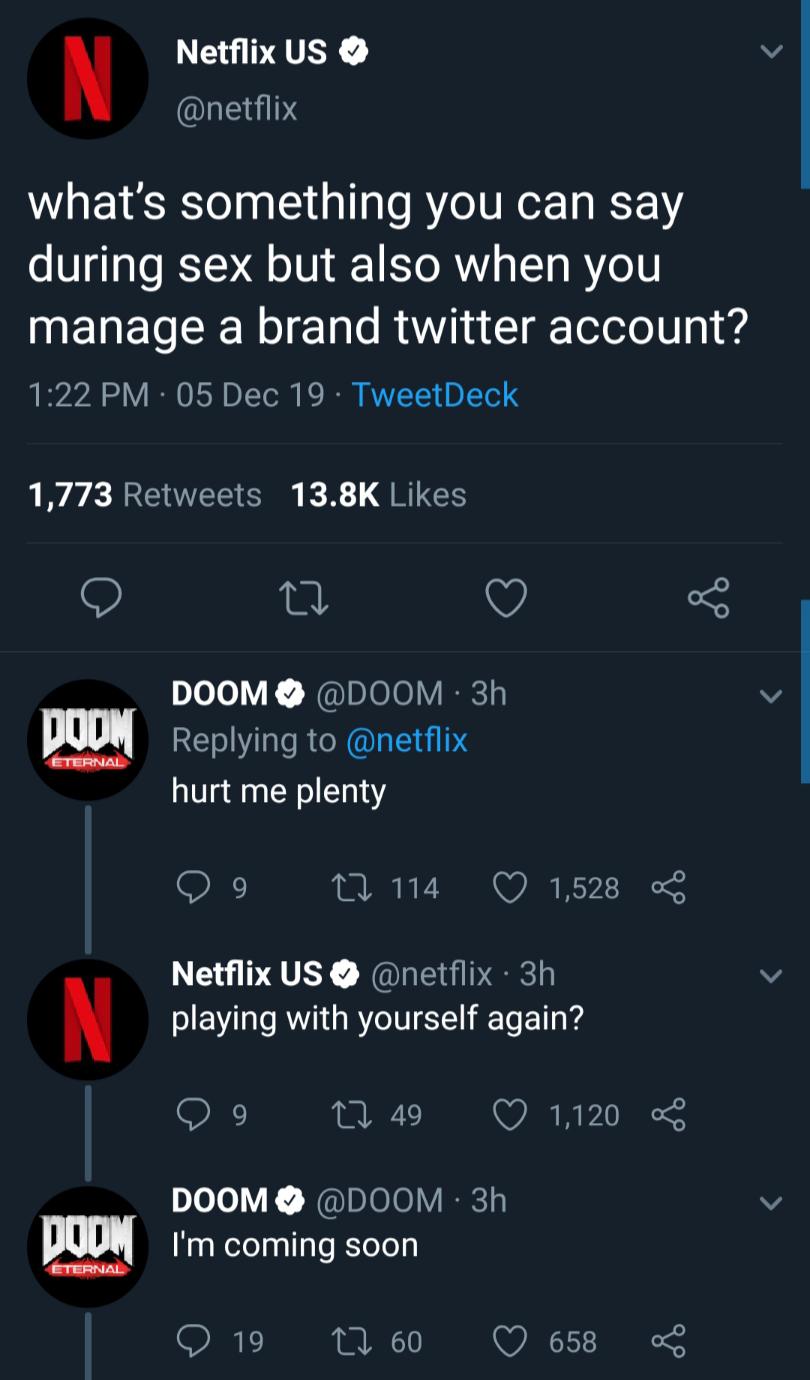 Netflix US
@netflix
what's something you can say
during sex but also when you
manage a brand twitter account?
1:22 PM · 05 Dec 19 · TweetDeck
1,773 Retweets 13.8K Likes
DOOM @DOOM · 3h
Replying to @netflix
hurt me plenty
9 114 1,528
Netflix US @netflix · 3h
playing with yourself again?
9 49 1,120
DOOM @DOOM · 3h
I'm coming soon
19 60 658
N
DOOM
ETERNAL
N
DOOM
ETERNAL